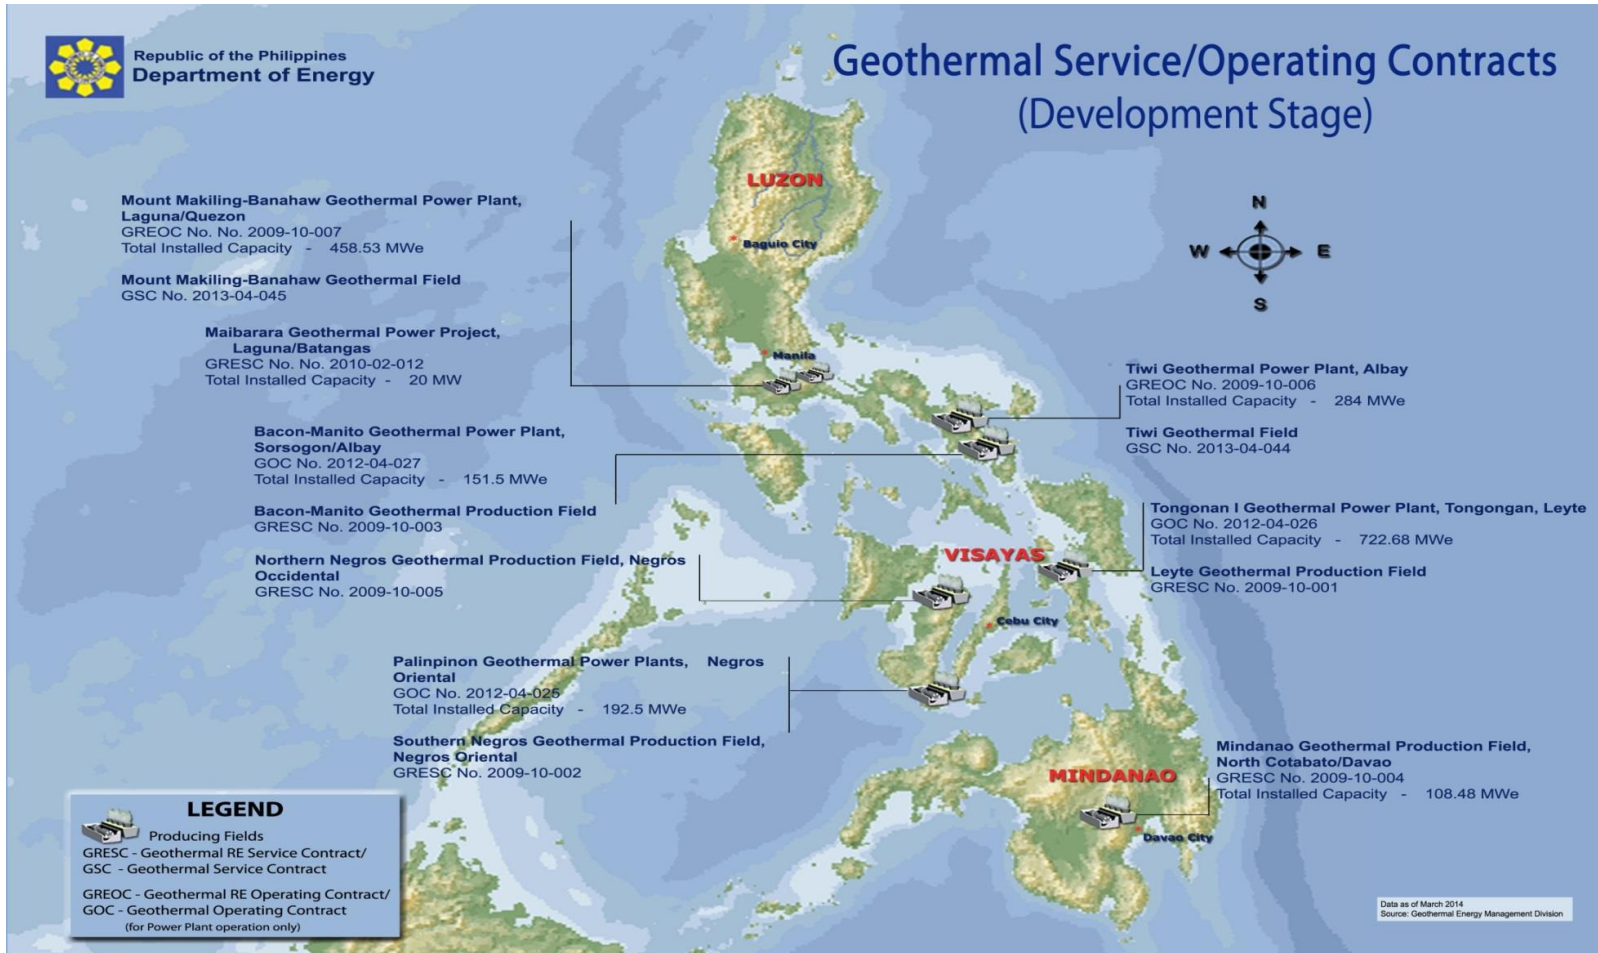 Republic of the Philippines
Department of Energy
Geothermal Service/Operating Contracts
(Development Stage)
Mount Makiling-Banahaw Geothermal Power Plant,
Laguna/Quezon
GREOC No. No. 2009-10-007
Total Installed Capacity - 458.53 MWe
Mount Makiling-Banahaw Geothermal Field
GSC No. 2013-04-045
Maibarara Geothermal Power Project,
Laguna/Batangas
GRESC No. No. 2010-02-012
Total Installed Capacity - 20 MW
Bacon-Manito Geothermal Power Plant,
Sorsogon/Albay
GOC No. 2012-04-027
Total Installed Capacity - 151.5 MWe
Bacon-Manito Geothermal Production Field
GRESC No. 2009-10-003
Northern Negros Geothermal Production Field, Negros
Occidental
GRESC No. 2009-10-005
Palinpinon Geothermal Power Plants, Negros
Oriental
GOC No. 2012-04-025
Total Installed Capacity - 192.5 MWe
Southern Negros Geothermal Production Field,
Negros Oriental
GRESC No. 2009-10-002
LUZON
Baguio City
Manila
VISAYAS
Cebu City
MINDANAO
Davao City
N
W E
S
Tiwi Geothermal Power Plant, Albay
GREOC No. 2009-10-006
Total Installed Capacity - 284 MWe
Tiwi Geothermal Field
GSC No. 2013-04-044
Tongonan I Geothermal Power Plant, Tongongan, Leyte
GOC No. 2012-04-026
Total Installed Capacity - 722.68 MWe
Leyte Geothermal Production Field
GRESC No. 2009-10-001
Mindanao Geothermal Production Field,
North Cotabato/Davao
GRESC No. 2009-10-004
Total Installed Capacity - 108.48 MWe
LEGEND
Producing Fields
GRESC - Geothermal RE Service Contract/
GSC - Geothermal Service Contract
GREOC - Geothermal RE Operating Contract/
GOC - Geothermal Operating Contract
(for Power Plant operation only)
Data as of March 2014
Source: Geothermal Energy Management Division